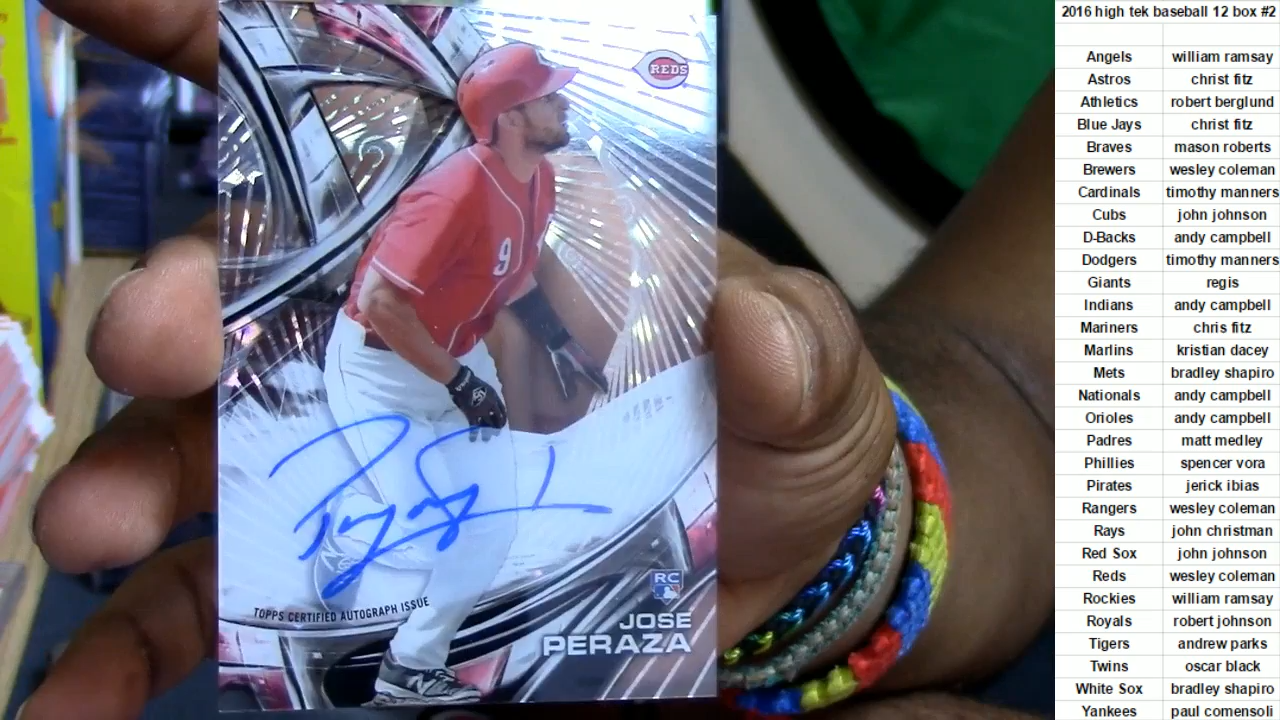 REDS
9
TOPPS CERTIFIED AUTOGRAPH ISSUE
RC
JOSE
PERAZA
2016 high tek baseball 12 box #2
Angels william ramsay
Astros christ fitz
Athletics robert berglund
Blue Jays christ fitz
Braves mason roberts
Brewers wesley coleman
Cardinals timothy manners
Cubs john johnson
D-Backs andy campbell
Dodgers timothy manners
Giants regis
Indians andy campbell
Mariners chris fitz
Marlins kristian dacey
Mets bradley shapiro
Nationals andy campbell
Orioles andy campbell
Padres matt medley
Phillies spencer vora
Pirates jerick ibias
Rangers wesley coleman
Rays john christman
Red Sox john johnson
Reds wesley coleman
Rockies william ramsay
Royals robert johnson
Tigers andrew parks
Twins oscar black
White Sox bradley shapiro
Yankees paul comensoli